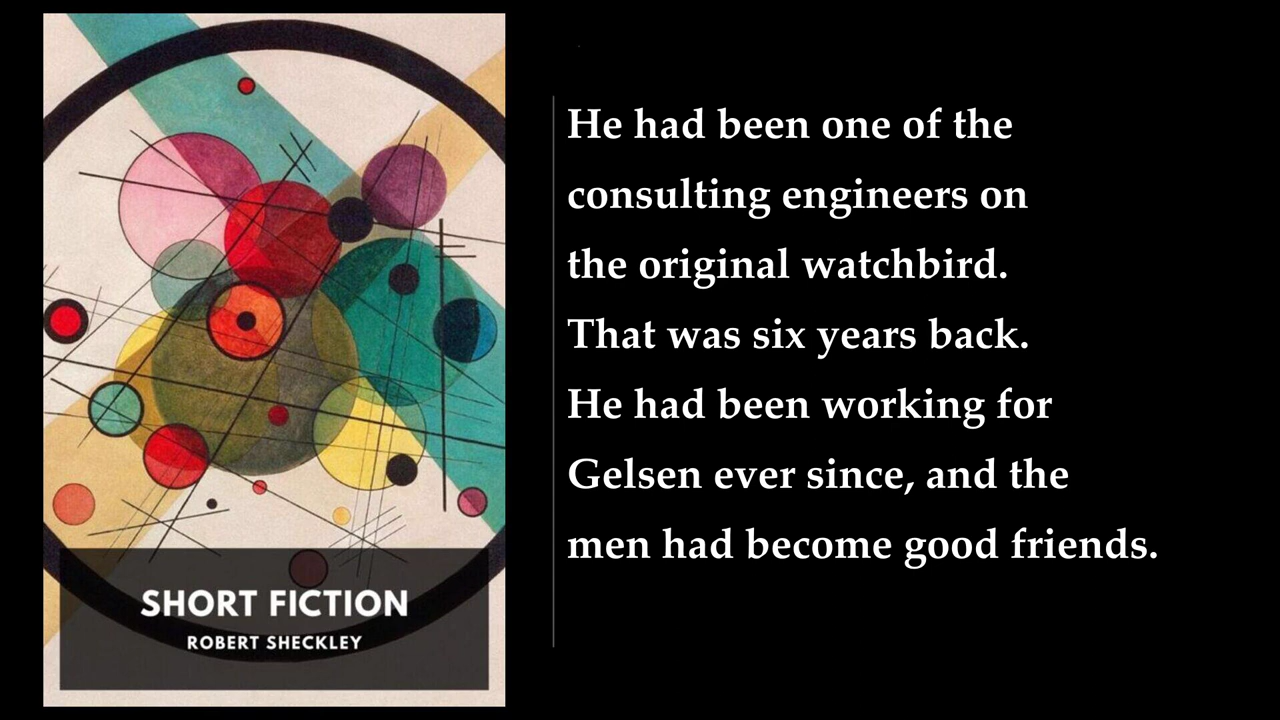 SHORT FICTION
ROBERT SHECKLEY
He had been one of the
consulting engineers on
the original watchbird.
That was six years back.
He had been working for
Gelsen ever since, and the
men had become good friends.